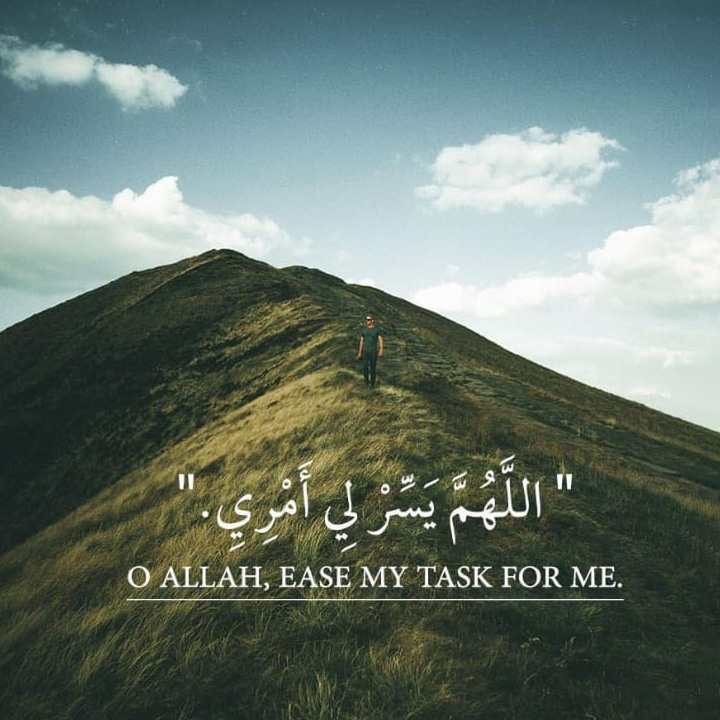 "اللَّهُمَّ يَسِّرْ لِي أَمْرِيِ."
O ALLAH, EASE MY TASK FOR ME.